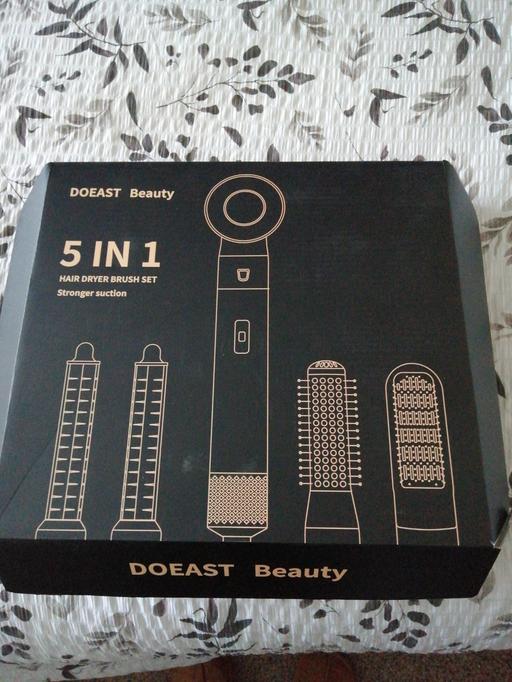 DOEAST Beauty
5 IN 1
HAIR DRYER BRUSH SET
Stronger suction
DOEAST Beauty